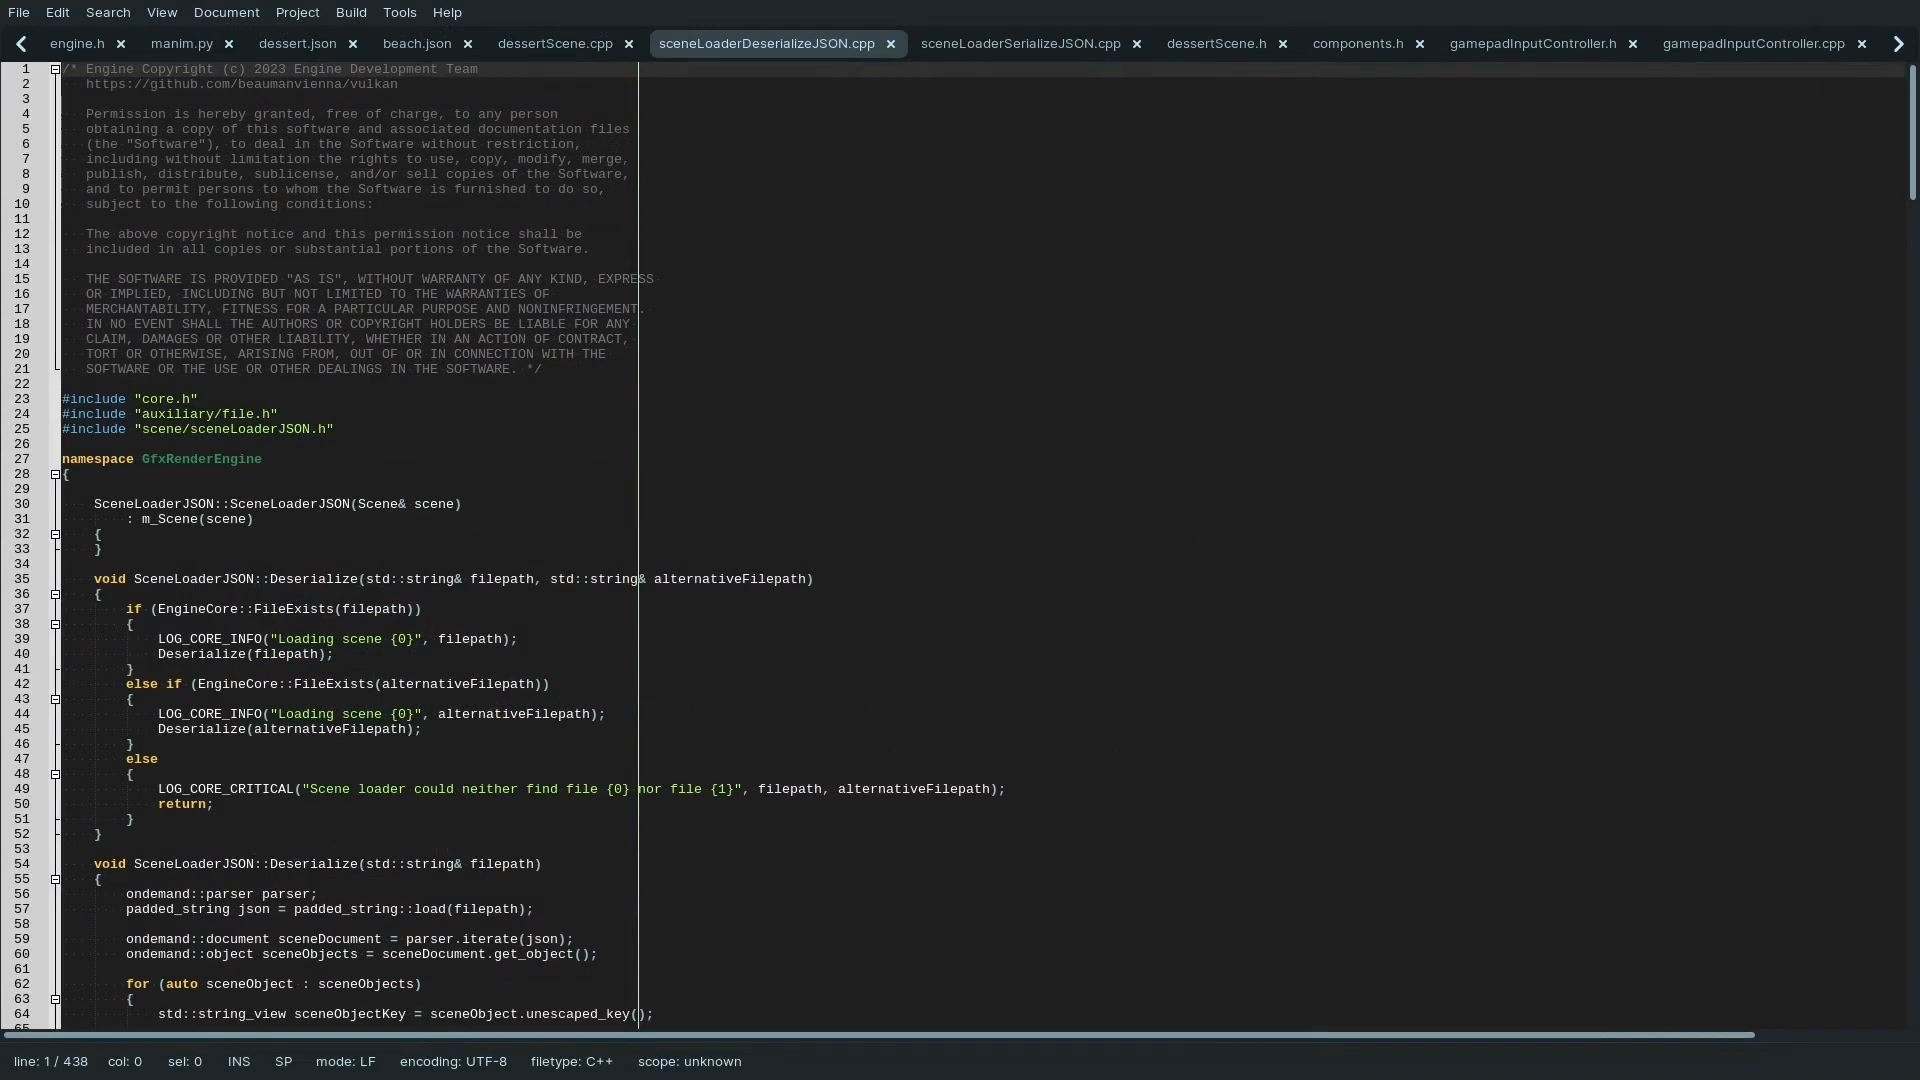 File Edit Search View Document Project Build Tools Help
engine.h manim.py dessert.json beach.json dessertScene.cpp sceneLoaderDeserializeJSON.cpp sceneLoaderSerializeJSON.cpp dessertScene.h components.h gamepadInputController.h gamepadInputController.cpp
1 /* Engine Copyright (c) 2023 Engine Development Team
2 https://github.com/beaumanvienna/vulkan
3
4 Permission is hereby granted, free of charge, to any person
5 obtaining a copy of this software and associated documentation files
6 (the "Software"), to deal in the Software without restriction,
7 including without limitation the rights to use, copy, modify, merge,
8 publish, distribute, sublicense, and/or sell copies of the Software,
9 and to permit persons to whom the Software is furnished to do so,
10 subject to the following conditions:
11
12 The above copyright notice and this permission notice shall be
13 included in all copies or substantial portions of the Software.
14
15 THE SOFTWARE IS PROVIDED "AS IS", WITHOUT WARRANTY OF ANY KIND, EXPRESS
16 OR IMPLIED, INCLUDING BUT NOT LIMITED TO THE WARRANTIES OF
17 MERCHANTABILITY, FITNESS FOR A PARTICULAR PURPOSE AND NONINFRINGEMENT.
18 IN NO EVENT SHALL THE AUTHORS OR COPYRIGHT HOLDERS BE LIABLE FOR ANY
19 CLAIM, DAMAGES OR OTHER LIABILITY, WHETHER IN AN ACTION OF CONTRACT,
20 TORT OR OTHERWISE, ARISING FROM, OUT OF OR IN CONNECTION WITH THE
21 SOFTWARE OR THE USE OR OTHER DEALINGS IN THE SOFTWARE. */
22
23 #include "core.h"
24 #include "auxiliary/file.h"
25 #include "scene/sceneLoaderJSON.h"
26
27 namespace GfxRenderEngine
28 {
29
30 SceneLoaderJSON::SceneLoaderJSON(Scene& scene)
31 : m_Scene(scene)
32 {
33 }
34
35 void SceneLoaderJSON::Deserialize(std::string& filepath, std::string& alternativeFilepath)
36 {
37 if (EngineCore::FileExists(filepath))
38 {
39 LOG_CORE_INFO("Loading scene {0}", filepath);
40 Deserialize(filepath);
41 }
42 else if (EngineCore::FileExists(alternativeFilepath))
43 {
44 LOG_CORE_INFO("Loading scene {0}", alternativeFilepath);
45 Deserialize(alternativeFilepath);
46 }
47 else
48 {
49 LOG_CORE_CRITICAL("Scene loader could neither find file {0} nor file {1}", filepath, alternativeFilepath);
50 return;
51 }
52 }
53
54 void SceneLoaderJSON::Deserialize(std::string& filepath)
55 {
56 ondemand::parser parser;
57 padded_string json = padded_string::load(filepath);
58
59 ondemand::document sceneDocument = parser.iterate(json);
60 ondemand::object sceneObjects = sceneDocument.get_object();
61
62 for (auto sceneObject : sceneObjects)
63 {
64 std::string_view sceneObjectKey = sceneObject.unescaped_key();
65
line: 1 / 438 col: 0 sel: 0 INS SP mode: LF encoding: UTF-8 filetype: C++ scope: unknown